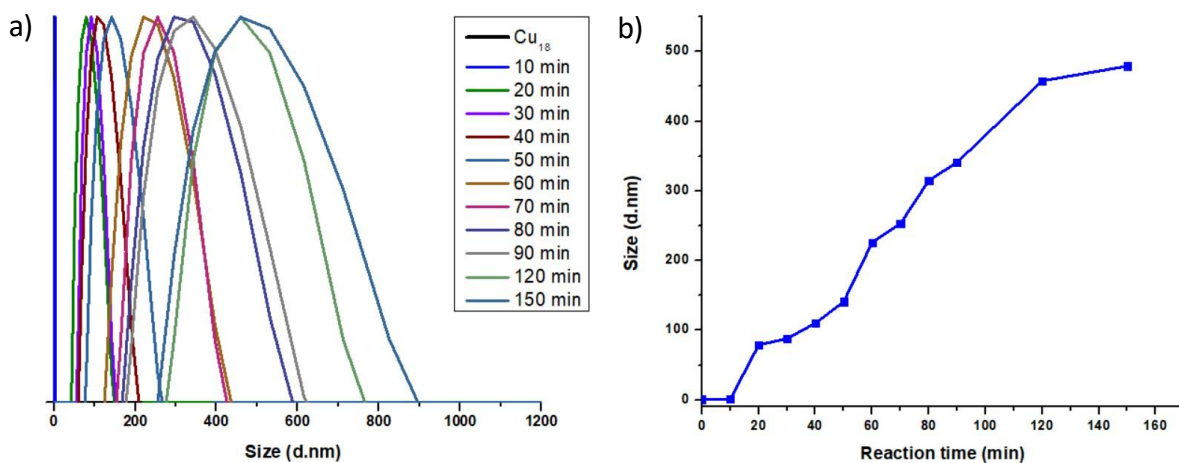 a)
Cu₁₈
10 min
20 min
30 min
40 min
50 min
60 min
70 min
80 min
90 min
120 min
150 min
0 200 400 600 800 1000 1200
Size (d.nm)
b)
500
400
300
200
100
0
Size (d.nm)
0 20 40 60 80 100 120 140 160
Reaction time (min)